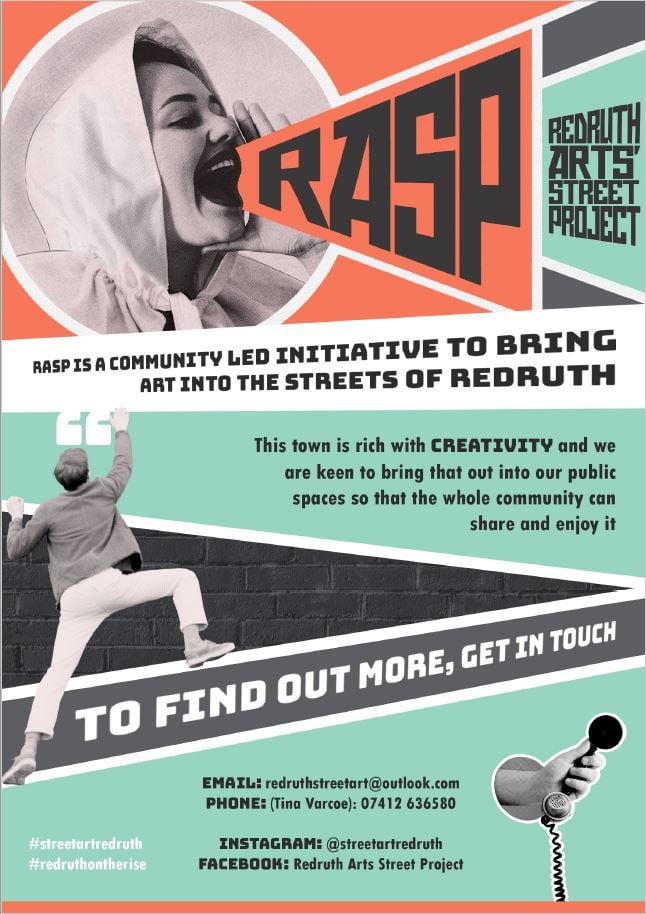 RASP
REDRUTH
ARTS'
STREET
PROJECT
RASP IS A COMMUNITY LED INITIATIVE TO BRING
ART INTO THE STREETS OF REDRUTH
“
This town is rich with CREATIVITY and we
are keen to bring that out into our public
spaces so that the whole community can
share and enjoy it
TO FIND OUT MORE, GET IN TOUCH
EMAIL: redruthstreetart@outlook.com
PHONE: (Tina Varcoe): 07412 636580
#streetartredruth
#redruthontherise
INSTAGRAM: @streetartredruth
FACEBOOK: Redruth Arts Street Project